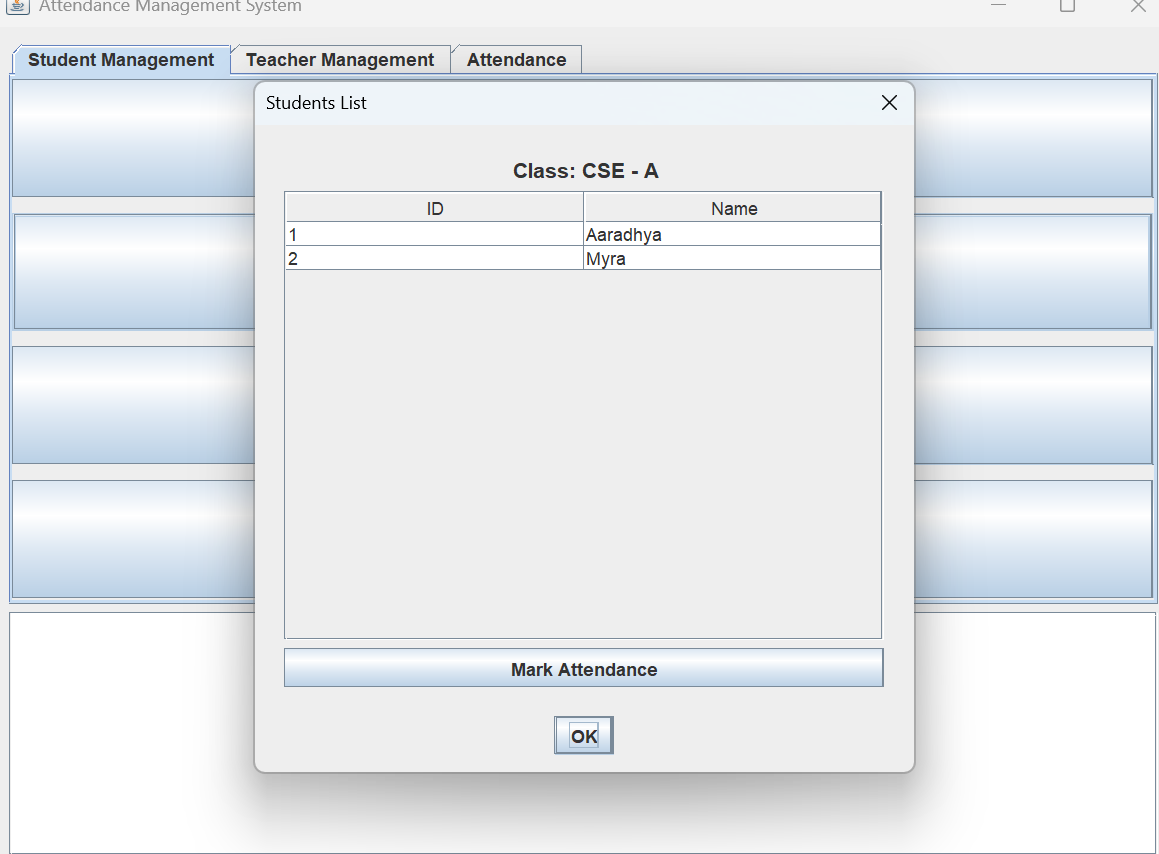 Attendance Management System
Student Management Teacher Management Attendance
Students List
Class: CSE - A
ID Name
1 Aaradhya
2 Myra
Mark Attendance
OK